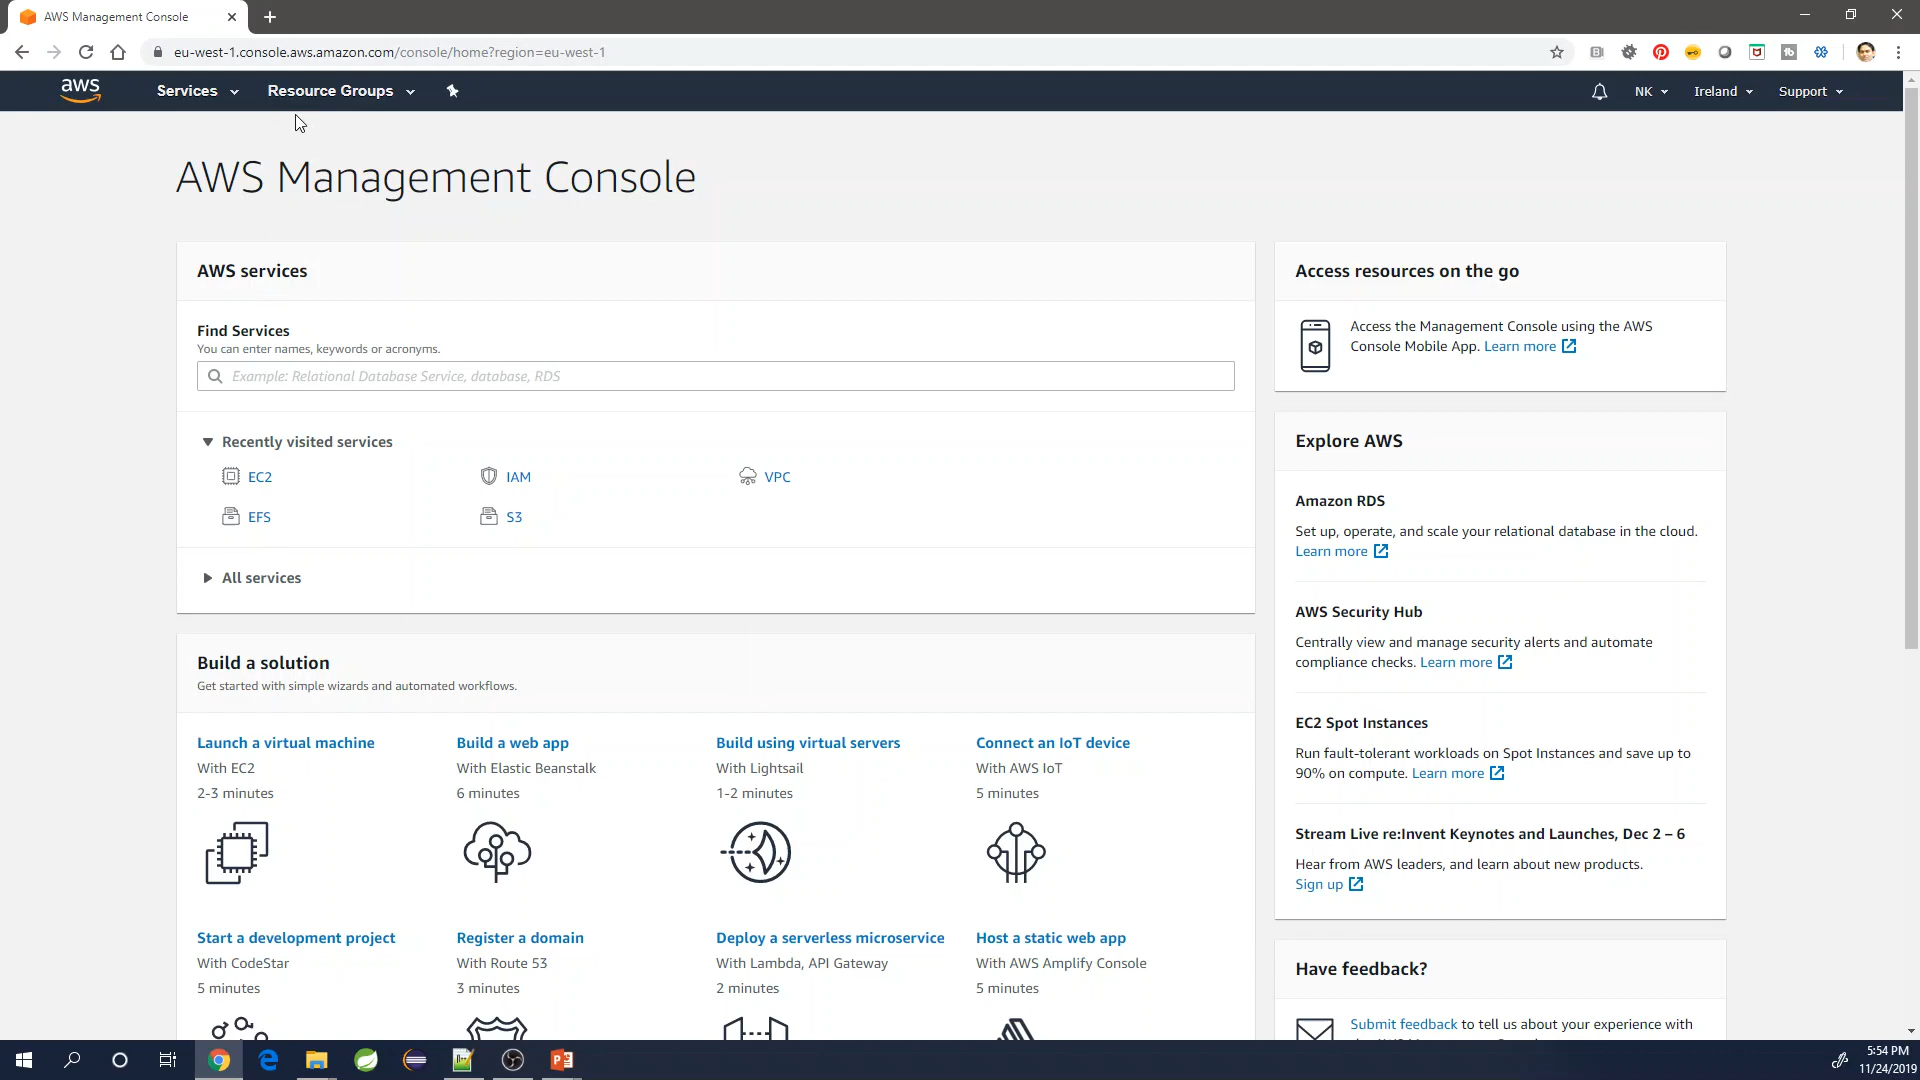 AWS Management Console
eu-west-1.console.aws.amazon.com/console/home?region=eu-west-1
aws
Services
Resource Groups
NK
Ireland
Support
AWS Management Console
AWS services
Find Services
You can enter names, keywords or acronyms.
Example: Relational Database Service, database, RDS
Recently visited services
EC2
IAM
VPC
EFS
S3
All services
Build a solution
Get started with simple wizards and automated workflows.
Launch a virtual machine
With EC2
2-3 minutes
Build a web app
With Elastic Beanstalk
6 minutes
Build using virtual servers
With Lightsail
1-2 minutes
Connect an IoT device
With AWS IoT
5 minutes
Start a development project
With CodeStar
5 minutes
Register a domain
With Route 53
3 minutes
Deploy a serverless microservice
With Lambda, API Gateway
2 minutes
Host a static web app
With AWS Amplify Console
5 minutes
Access resources on the go
Access the Management Console using the AWS
Console Mobile App. Learn more
Explore AWS
Amazon RDS
Set up, operate, and scale your relational database in the cloud.
Learn more
AWS Security Hub
Centrally view and manage security alerts and automate
compliance checks. Learn more
EC2 Spot Instances
Run fault-tolerant workloads on Spot Instances and save up to
90% on compute. Learn more
Stream Live re:Invent Keynotes and Launches, Dec 2 – 6
Hear from AWS leaders, and learn about new products.
Sign up
Have feedback?
Submit feedback to tell us about your experience with
5:54 PM
11/24/2019